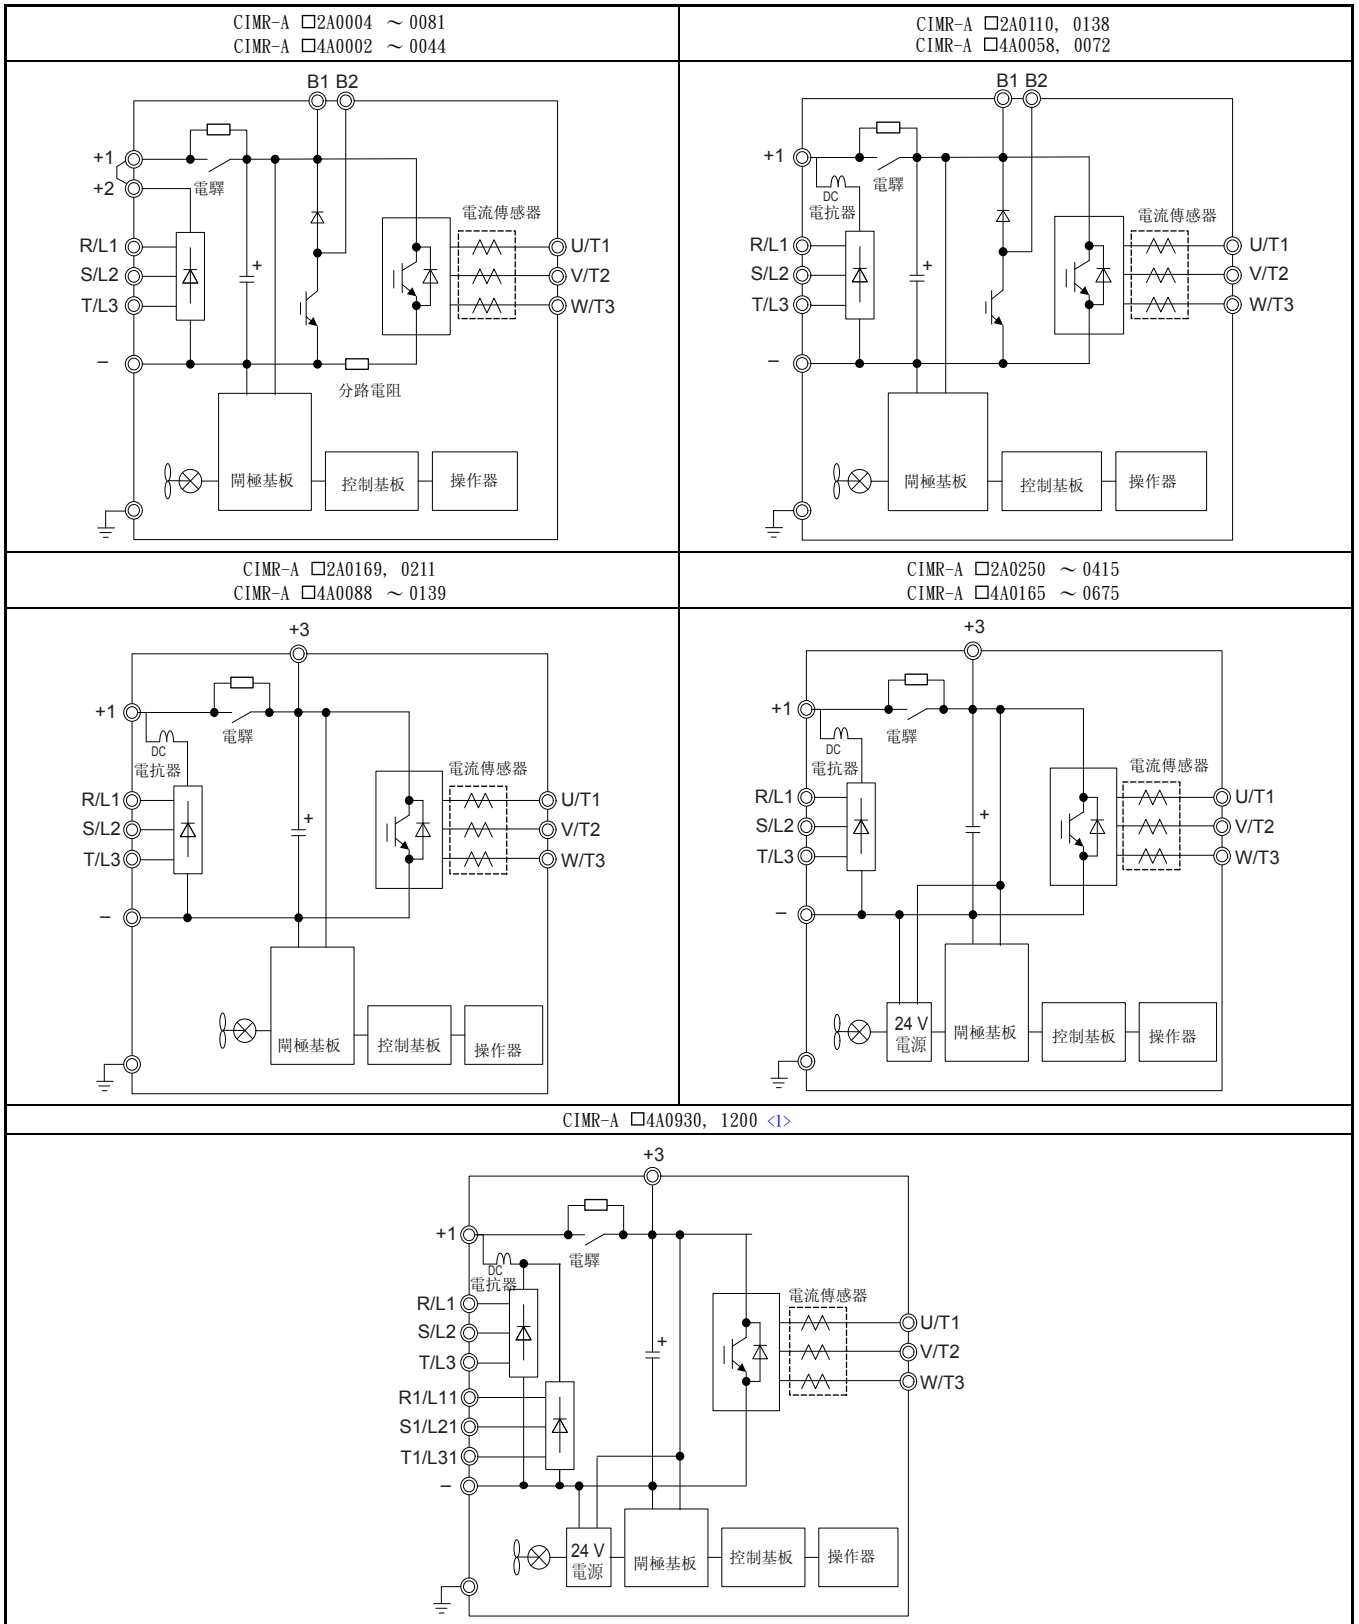 CIMR-A □2A0004 ～ 0081
CIMR-A □4A0002 ～ 0044
B1 B2
+1
電驛
+2
電流傳感器
R/L1
U/T1
S/L2
+
V/T2
T/L3
W/T3
−
分路電阻
閘極基板
控制基板
操作器
CIMR-A □2A0110, 0138
CIMR-A □4A0058, 0072
B1 B2
+1
電驛
DC
電抗器
電流傳感器
R/L1
U/T1
S/L2
+
V/T2
T/L3
W/T3
−
閘極基板
控制基板
操作器
CIMR-A □2A0169, 0211
CIMR-A □4A0088 ～ 0139
+3
+1
電驛
DC
電抗器
電流傳感器
R/L1
U/T1
S/L2
+
V/T2
T/L3
W/T3
−
閘極基板
控制基板
操作器
CIMR-A □2A0250 ～ 0415
CIMR-A □4A0165 ～ 0675
+3
+1
電驛
DC
電抗器
電流傳感器
R/L1
U/T1
S/L2
+
V/T2
T/L3
W/T3
−
24 V
電源
閘極基板
控制基板
操作器
CIMR-A □4A0930, 1200 <1>
+3
+1
電驛
DC
電抗器
電流傳感器
R/L1
U/T1
S/L2
+
V/T2
T/L3
W/T3
R1/L11
S1/L21
T1/L31
−
24 V
電源
閘極基板
控制基板
操作器